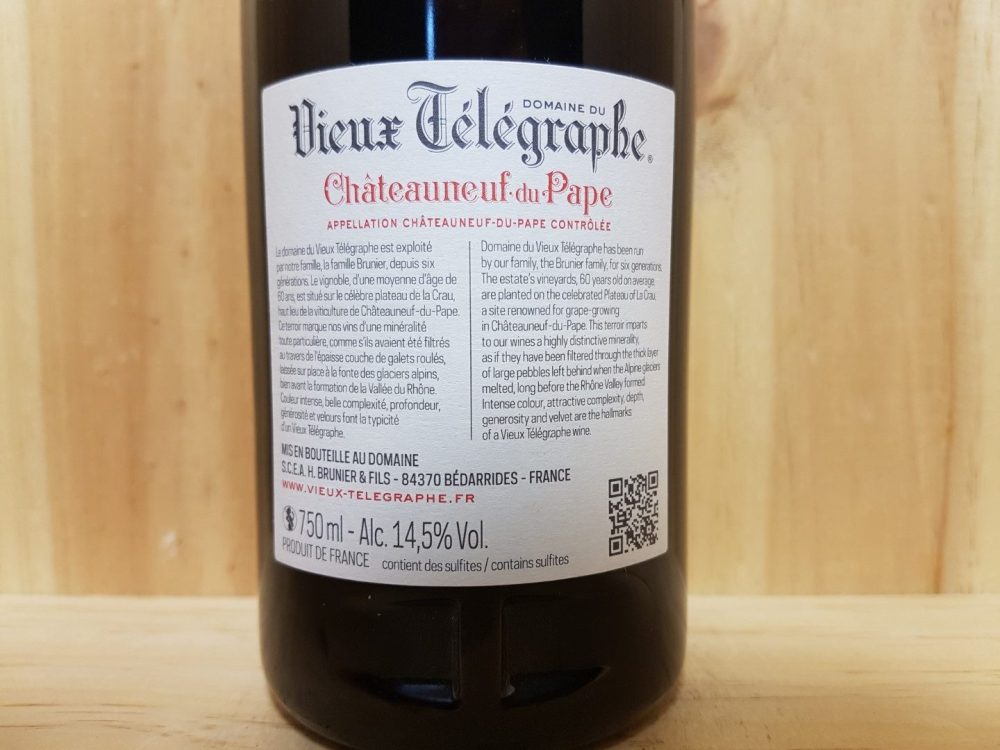 DOMAINE DU
Vieux Télégraphe®
Châteauneuf·du·Pape
APPELLATION CHÂTEAUNEUF-DU-PAPE CONTRÔLÉE
Le domaine du Vieux Télégraphe est exploité
par notre famille, la famille Brunier, depuis six
générations. Le vignoble, d'une moyenne d'âge de
60 ans, est situé sur le célèbre plateau de la Crau,
haut lieu de la viticulture de Châteauneuf-du-Pape.
Ce terroir marque nos vins d'une minéralité
toute particulière, comme s'ils avaient été filtrés
au travers de l'épaisse couche de galets roulés,
laissée sur place à la fonte des glaciers alpins,
bien avant la formation de la Vallée du Rhône.
Couleur intense, belle complexité, profondeur,
générosité et velours font la typicité
d'un Vieux Télégraphe.
Domaine du Vieux Télégraphe has been run
by our family, the Brunier family, for six generations.
The estate's vineyards, 60 years old on average,
are planted on the celebrated Plateau of La Crau,
a site renowned for grape-growing
in Châteauneuf-du-Pape. This terroir imparts
to our wines a highly distinctive minerality,
as if they have been filtered through the thick layer
of large pebbles left behind when the Alpine glaciers
melted, long before the Rhône Valley formed.
Intense colour, attractive complexity, depth,
generosity and velvet are the hallmarks
of a Vieux Télégraphe wine.
MIS EN BOUTEILLE AU DOMAINE
S.C.E.A. H. BRUNIER & FILS - 84370 BÉDARRIDES - FRANCE
WWW.VIEUX-TELEGRAPHE.FR
750 ml - Alc. 14,5% Vol.
PRODUIT DE FRANCE contient des sulfites / contains sulfites